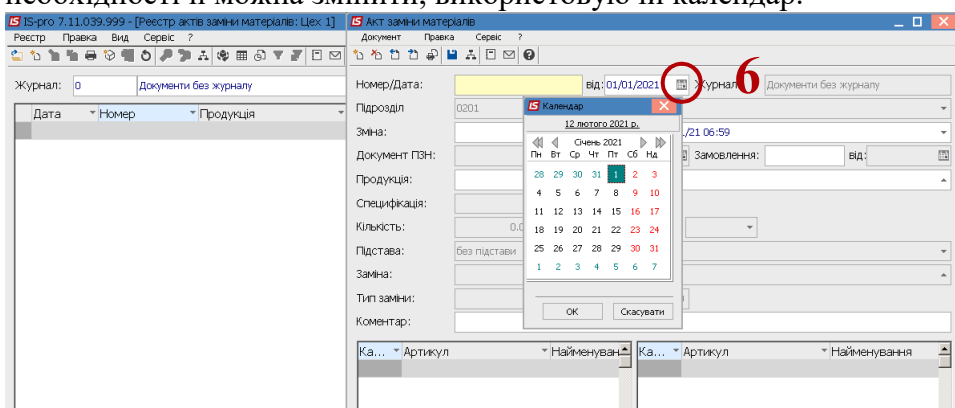 необхідності її можна змінити, використовуючи календар.
IS-pro 7.11.039.999 - [Реєстр актів заміни матеріалів: Цех 1]
Реєстр Правка Вид Сервіс ?
Журнал: 0 Документи без журналу
Дата Номер Продукція
Акт заміни матеріалів
Документ Правка Сервіс ?
6
Номер/Дата: від: 01/01/2021 Журнал Документи без журналу
Підрозділ 0201
Зміна: /21 06:59
Документ ПЗН: Замовлення: від:
Продукція:
Специфікація:
Кількість: 0.0
Підстава: без підстави
Заміна:
Тип заміни:
Коментар:
Календар
12 лютого 2021 р.
Січень 2021
Пн Вт Ср Чт Пт Сб Нд
28 29 30 31 1 2 3
4 5 6 7 8 9 10
11 12 13 14 15 16 17
18 19 20 21 22 23 24
25 26 27 28 29 30 31
1 2 3 4 5 6 7
ОК Скасувати
Ка... Артикул Найменуван
Ка... Артикул Найменування